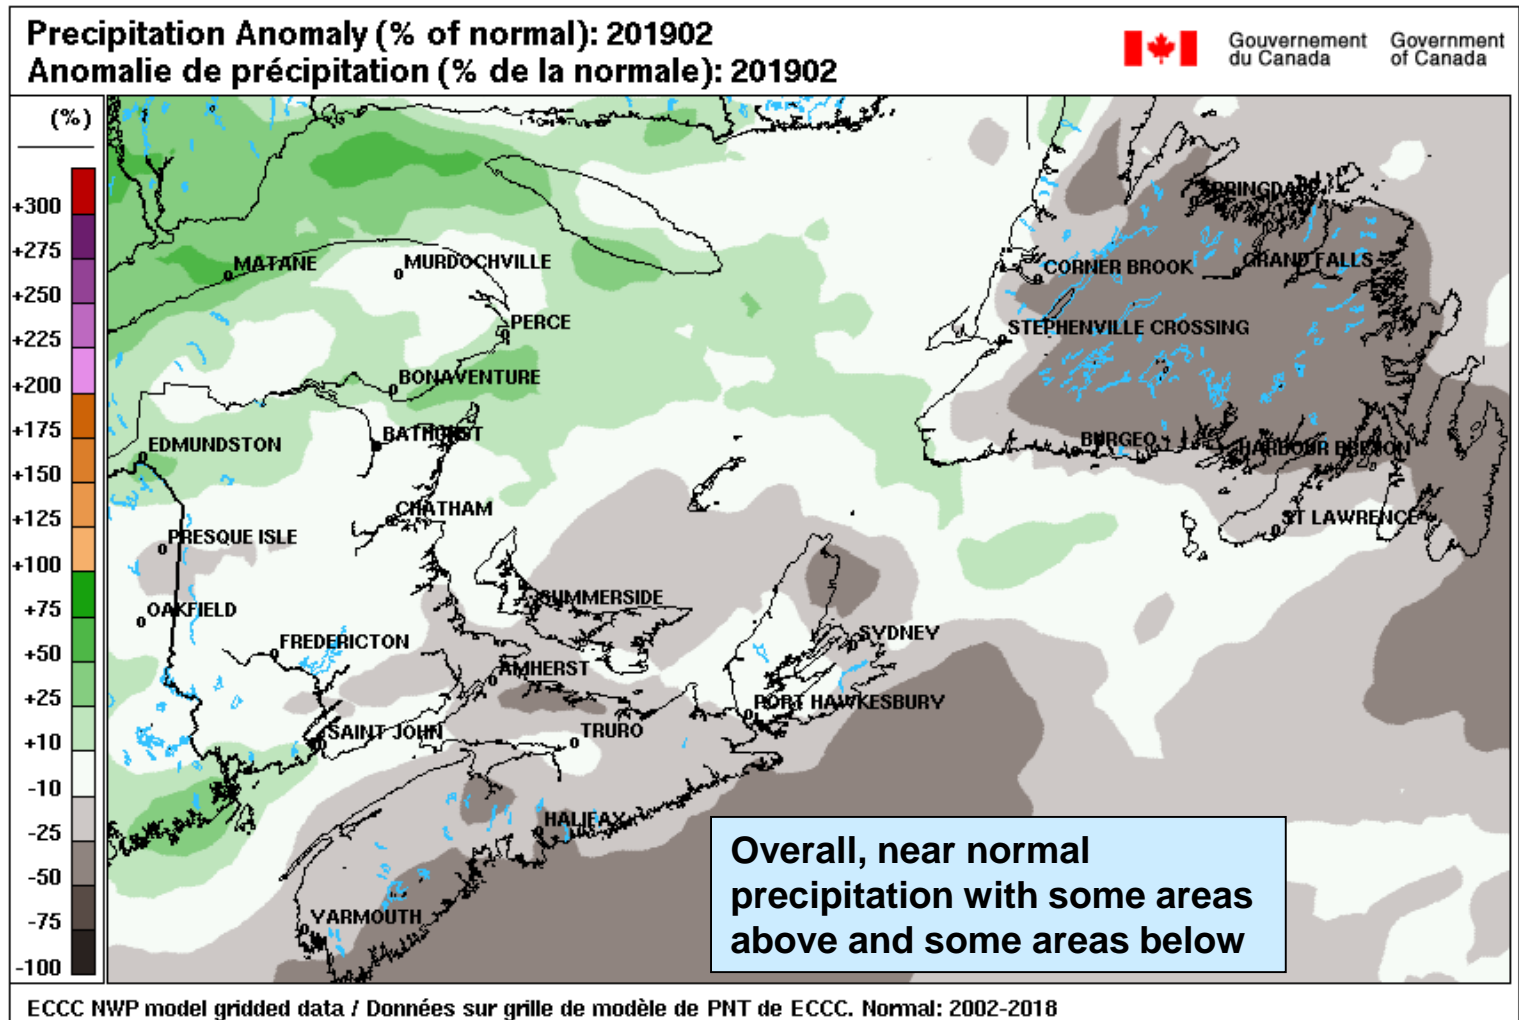 Precipitation Anomaly (% of normal): 201902
Anomalie de précipitation (% de la normale): 201902
Gouvernement du Canada
Government of Canada
(%)
+300
+275
+250
+225
+200
+175
+150
+125
+100
+75
+50
+25
+10
-10
-25
-50
-75
-100
SPRINGDALE
MATANE
MURDOCHVILLE
CORNER BROOK
GRAND FALLS
PERCE
STEPHENVILLE CROSSING
BONAVENTURE
EDMUNDSTON
BATHURST
BURGEO
HARBOUR BRETON
CHATHAM
ST LAWRENCE
PRESQUE ISLE
OAKFIELD
SUMMERSIDE
FREDERICTON
SYDNEY
AMHERST
PORT HAWKESBURY
SAINT JOHN
TRURO
HALIFAX
YARMOUTH
Overall, near normal
precipitation with some areas
above and some areas below
ECCC NWP model gridded data / Données sur grille de modèle de PNT de ECCC. Normal: 2002-2018